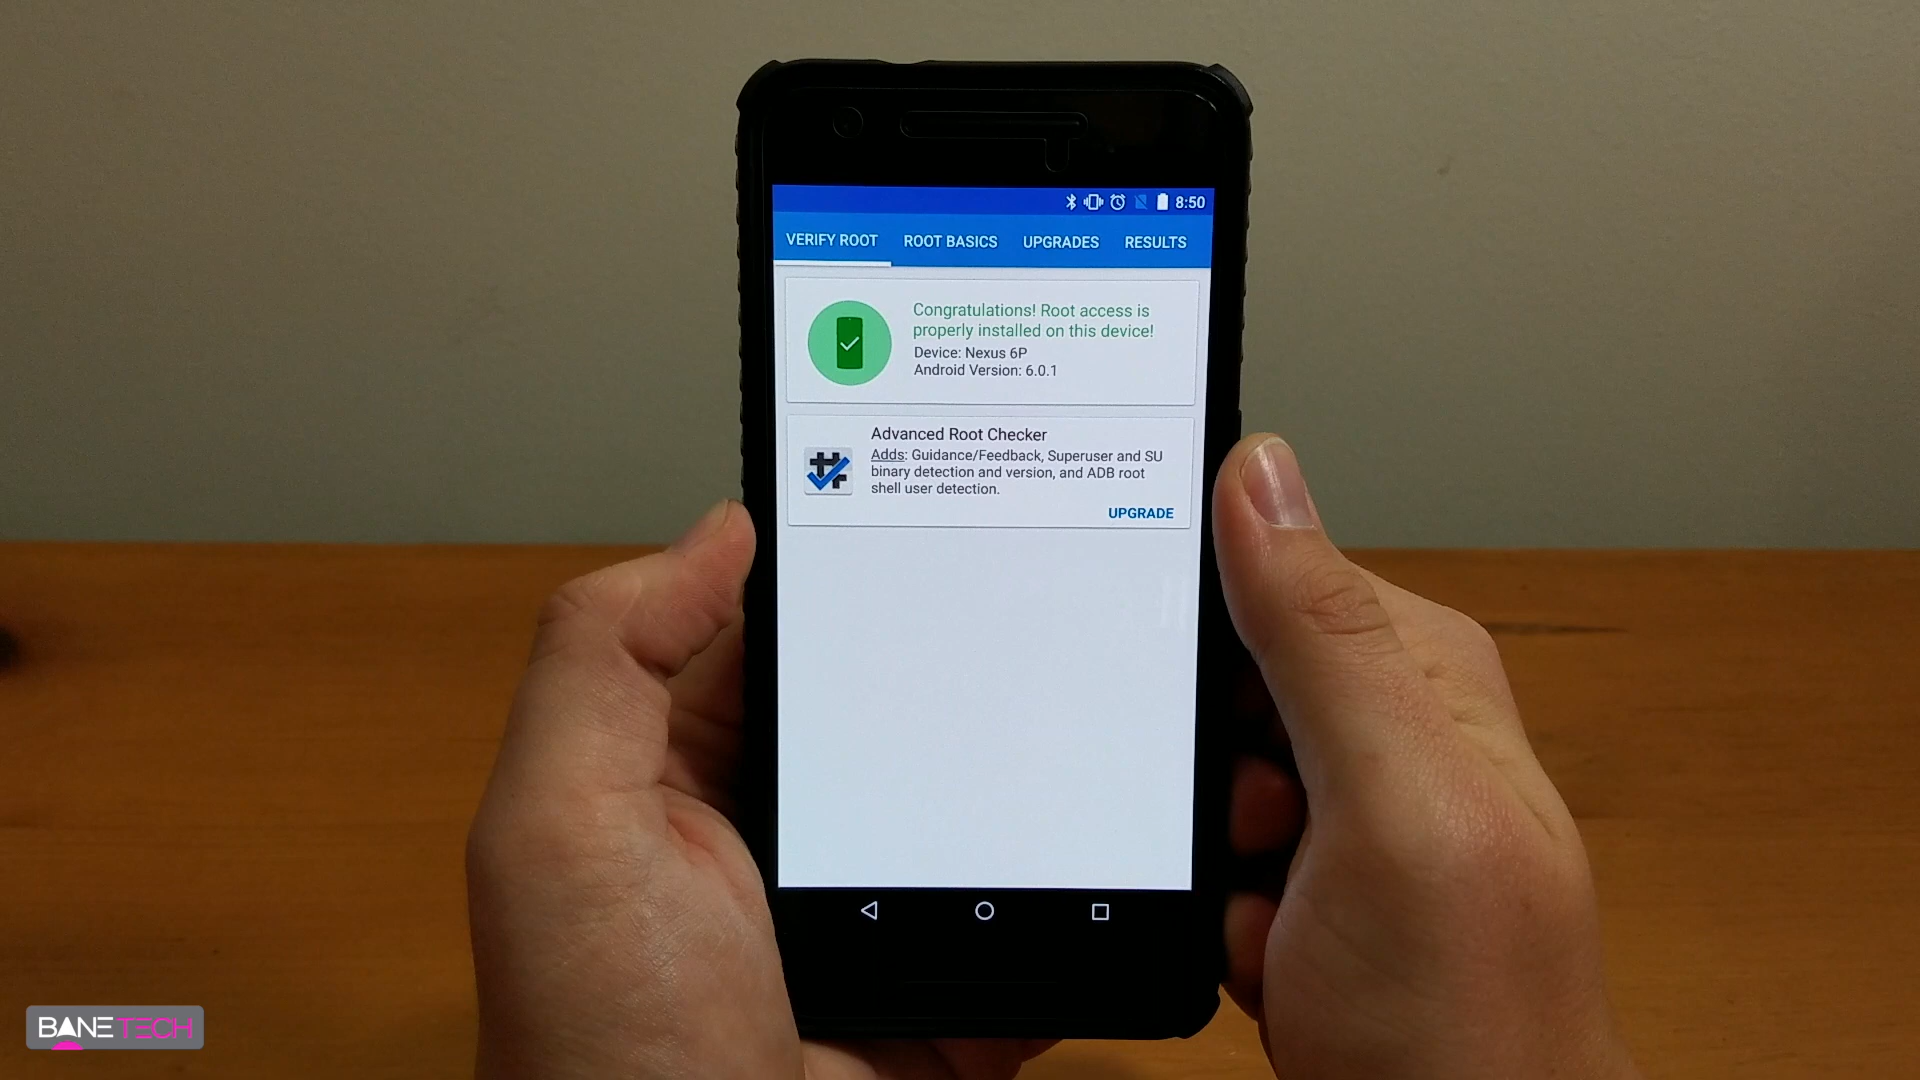 8:50
VERIFY ROOT ROOT BASICS UPGRADES RESULTS
Congratulations! Root access is
properly installed on this device!
Device: Nexus 6P
Android Version: 6.0.1
Advanced Root Checker
Adds: Guidance/Feedback, Superuser and SU
binary detection and version, and ADB root
shell user detection.
UPGRADE
BANETECH